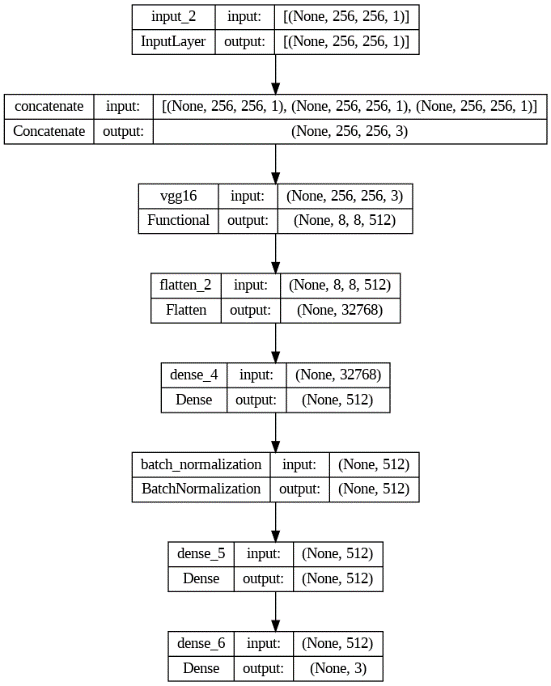 input_2 input: [(None, 256, 256, 1)]
InputLayer output: [(None, 256, 256, 1)]
concatenate input: [(None, 256, 256, 1), (None, 256, 256, 1), (None, 256, 256, 1)]
Concatenate output: (None, 256, 256, 3)
vgg16 input: (None, 256, 256, 3)
Functional output: (None, 8, 8, 512)
flatten_2 input: (None, 8, 8, 512)
Flatten output: (None, 32768)
dense_4 input: (None, 32768)
Dense output: (None, 512)
batch_normalization input: (None, 512)
BatchNormalization output: (None, 512)
dense_5 input: (None, 512)
Dense output: (None, 512)
dense_6 input: (None, 512)
Dense output: (None, 3)